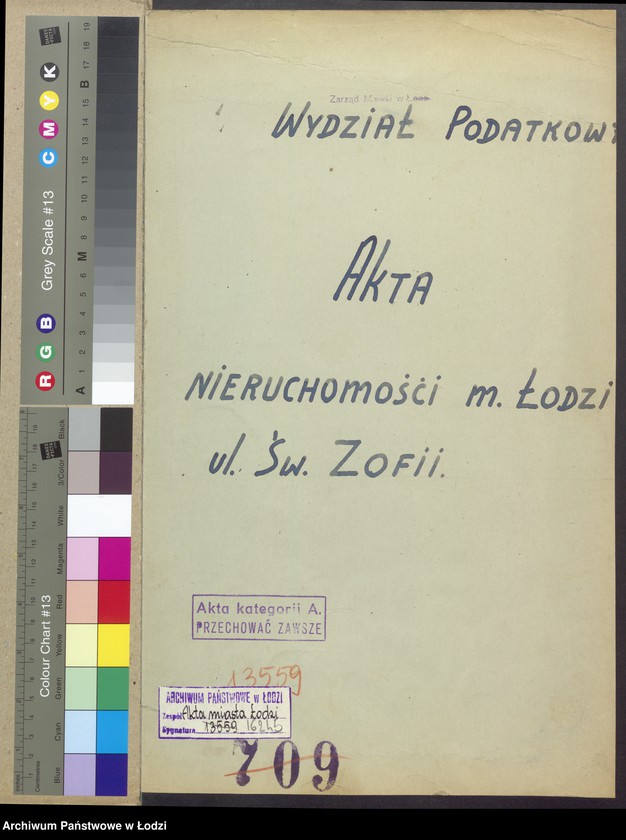 Zarząd Miejski w Łodzi
WYDZIAŁ PODATKOWY
AKTA
NIERUCHOMOŚCI m. ŁODZI
ul. Św. ZOFII.
Akta kategorii A.
PRZECHOWAĆ ZAWSZE
13559
ARCHIWUM PAŃSTWOWE w ŁODZI
Zespół Akta miasta Łodzi
Sygnatura 13559
709
Grey Scale #13
R G B C M Y K
A 1 2 3 4 5 6 M 8 9 10 11 12 13 14 15 B 17 18 19
Colour Chart #13
Blue Cyan Green Yellow Red Magenta White 3/Color Black
Archiwum Państwowe w Łodzi